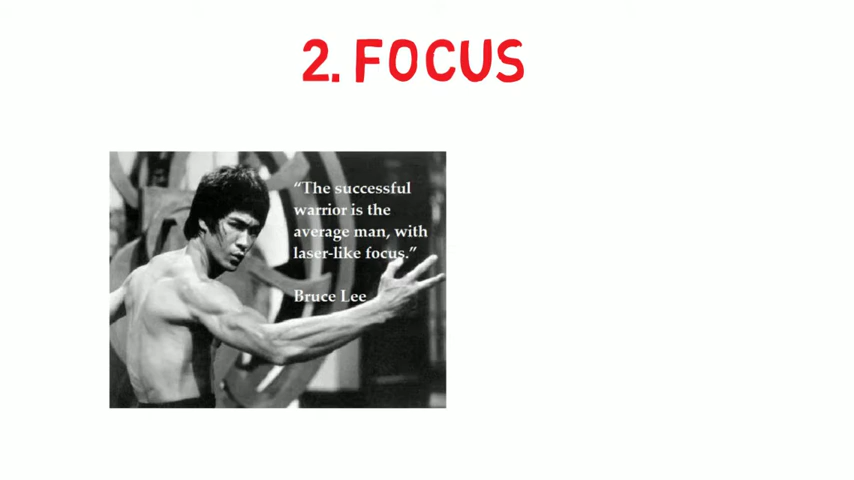 2. FOCUS
“The successful
warrior is the
average man, with
laser-like focus.”
Bruce Lee